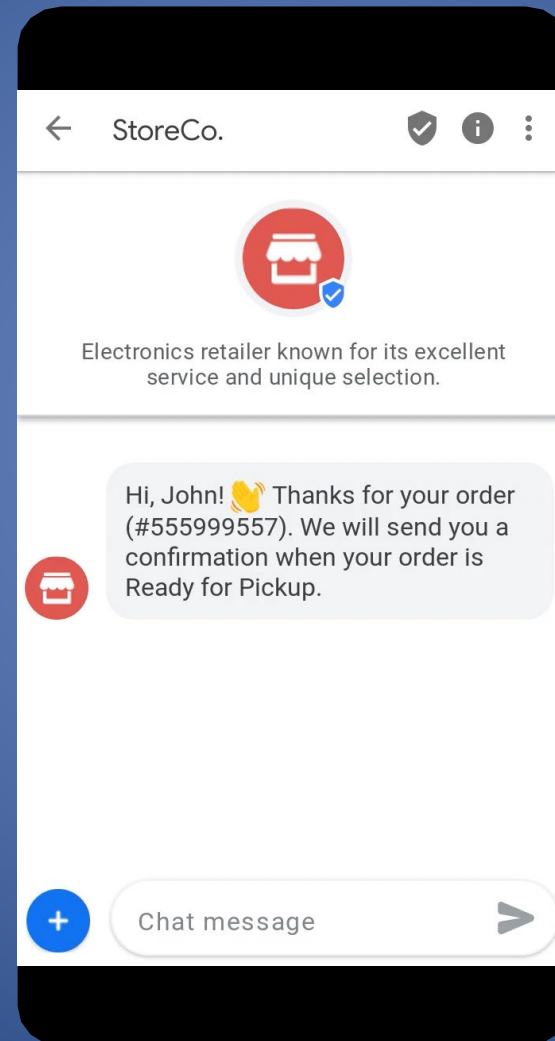 StoreCo.
Electronics retailer known for its excellent
service and unique selection.
Hi, John! 👋 Thanks for your order
(#555999557). We will send you a
confirmation when your order is
Ready for Pickup.
Chat message